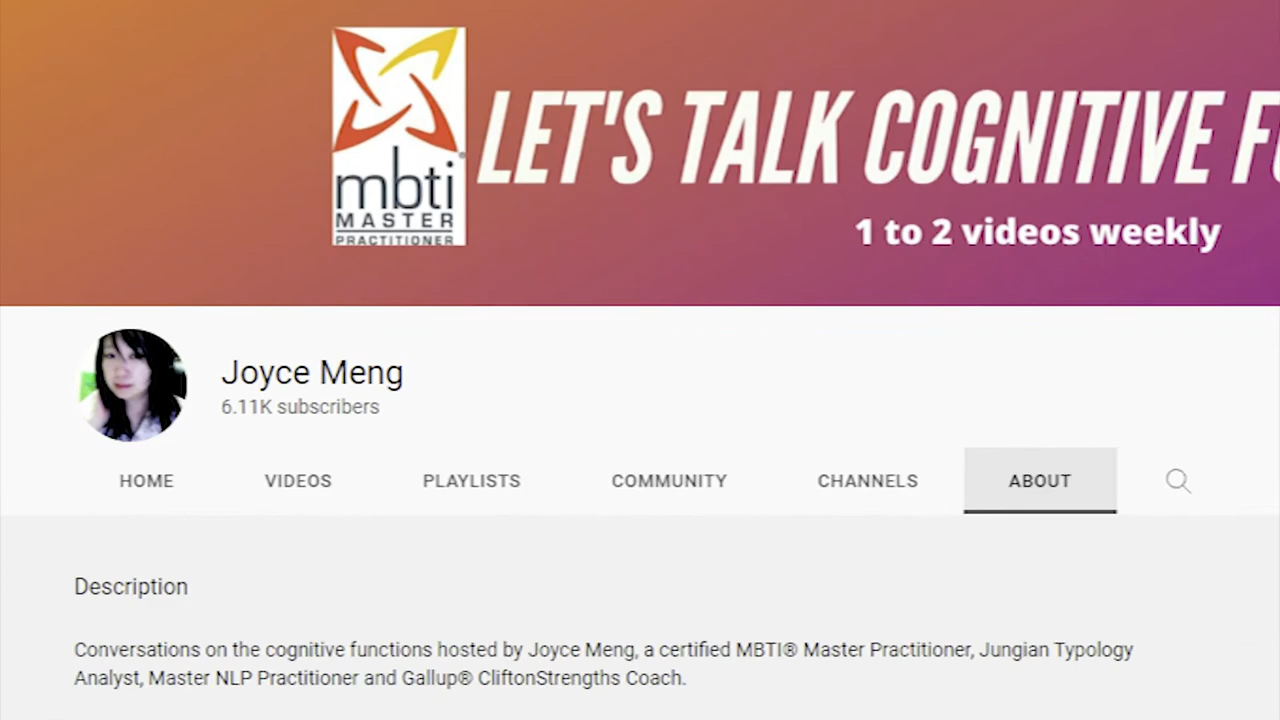 mbti®
MASTER
PRACTITIONER
LET'S TALK COGNITIVE
1 to 2 videos weekly
Joyce Meng
6.11K subscribers
HOME VIDEOS PLAYLISTS COMMUNITY CHANNELS ABOUT
Description
Conversations on the cognitive functions hosted by Joyce Meng, a certified MBTI® Master Practitioner, Jungian Typology
Analyst, Master NLP Practitioner and Gallup® CliftonStrengths Coach.